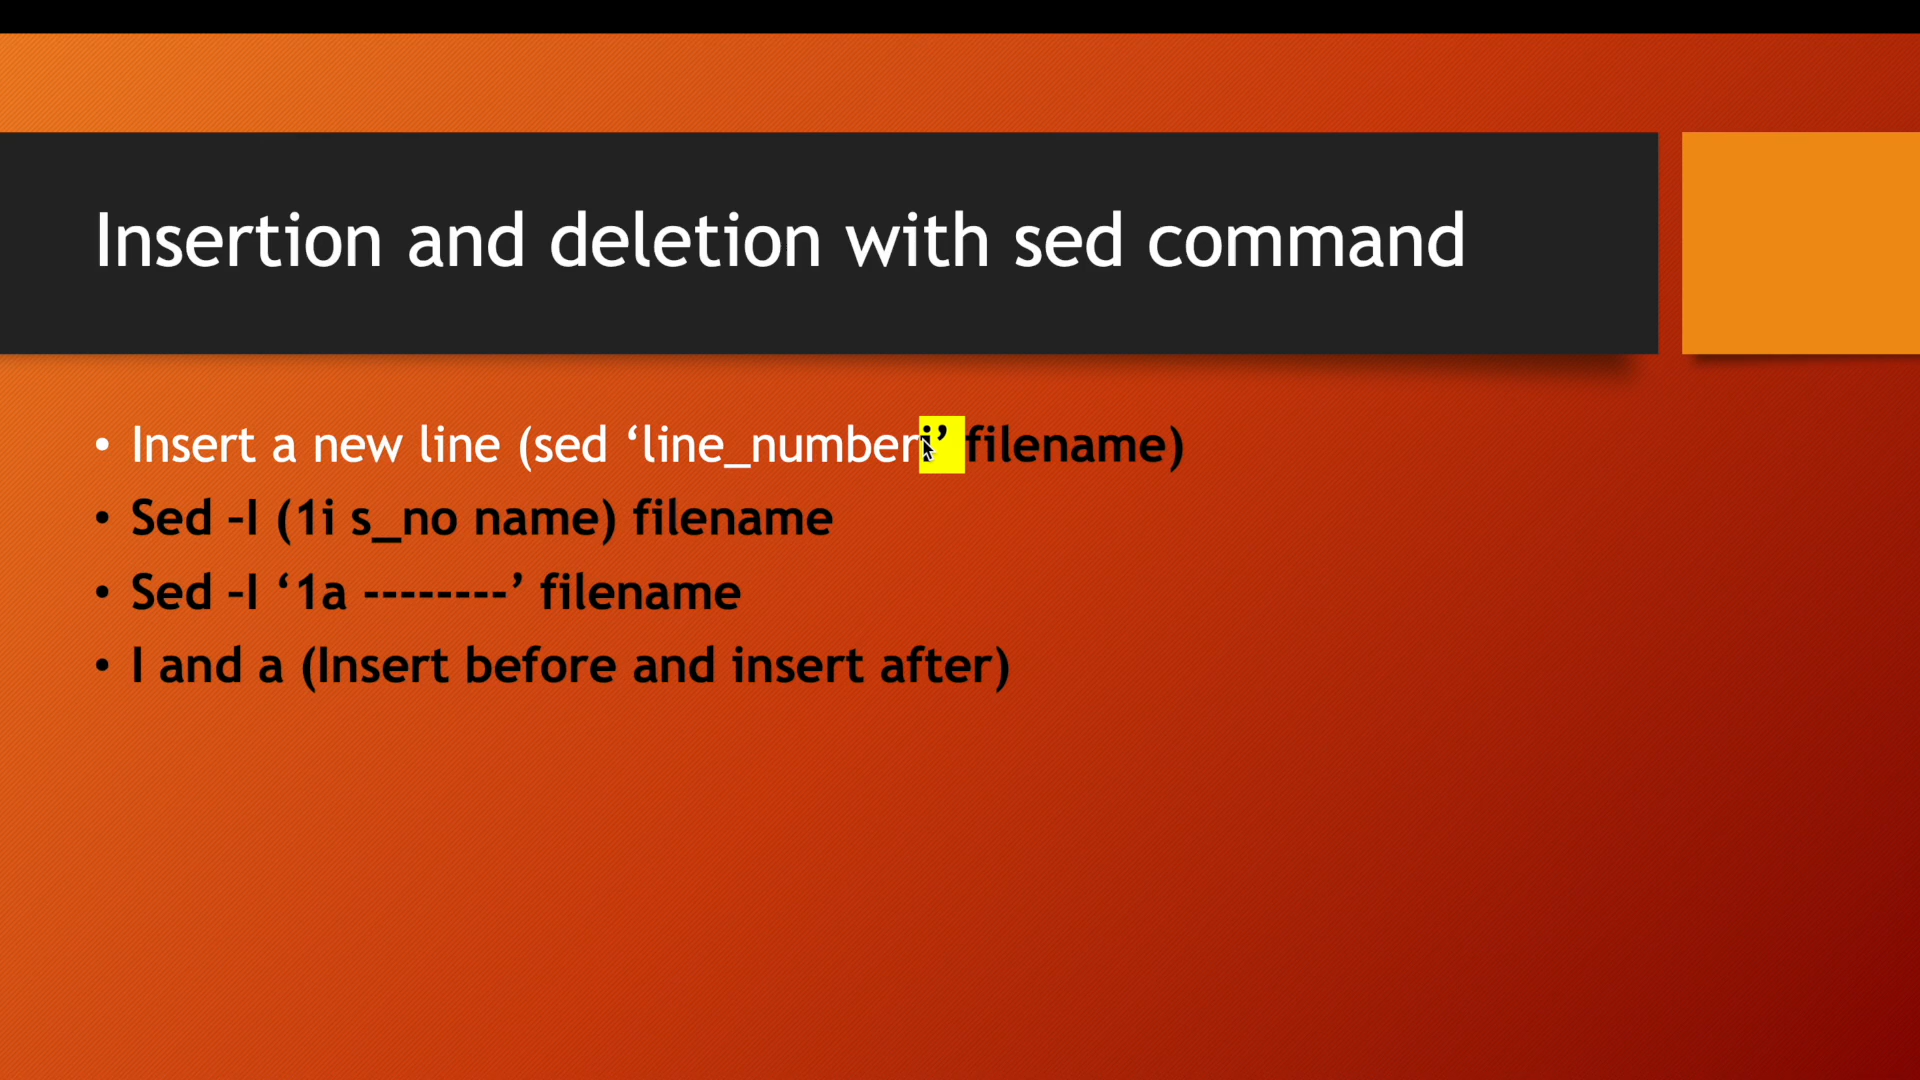 Insertion and deletion with sed command
• Insert a new line (sed ‘line_numberi’ filename)
• Sed –I (1i s_no name) filename
• Sed –I ‘1a --------’ filename
• I and a (Insert before and insert after)